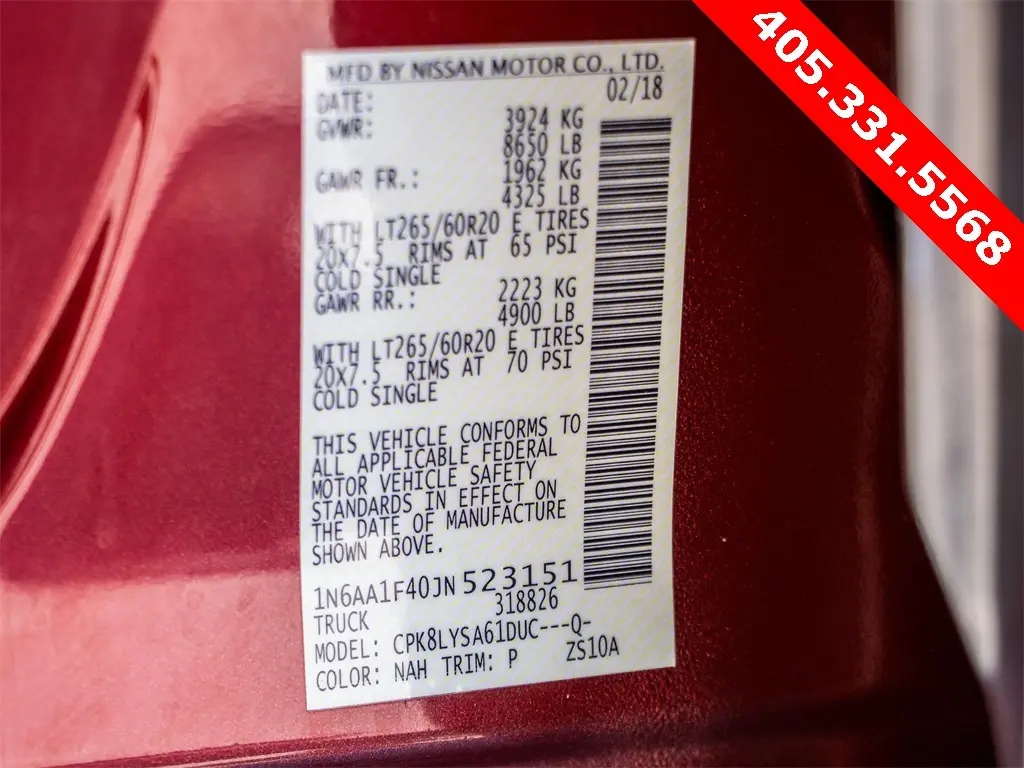 MFD BY NISSAN MOTOR CO., LTD.
DATE: 02/18
GVWR: 3924 KG
8650 LB
GAWR FR.: 1962 KG
4325 LB
WITH LT265/60R20 E TIRES
20X7.5 RIMS AT 65 PSI
COLD SINGLE
GAWR RR.: 2223 KG
4900 LB
WITH LT265/60R20 E TIRES
20X7.5 RIMS AT 70 PSI
COLD SINGLE
THIS VEHICLE CONFORMS TO
ALL APPLICABLE FEDERAL
MOTOR VEHICLE SAFETY
STANDARDS IN EFFECT ON
THE DATE OF MANUFACTURE
SHOWN ABOVE.
1N6AA1F40JN 523151
TRUCK 318826
MODEL: CPK8LYSA61DUC---Q-
COLOR: NAH TRIM: P ZS10A
405.331.5568